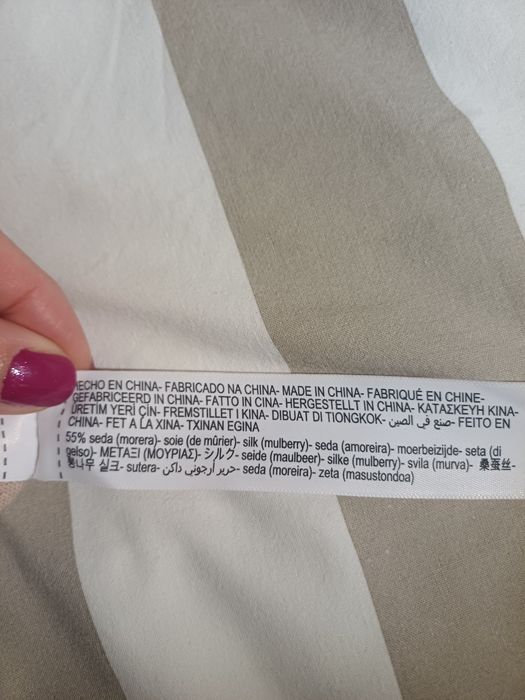 HECHO EN CHINA- FABRICADO NA CHINA- MADE IN CHINA- FABRIQUÉ EN CHINE-
GEFABRICEERD IN CHINA- FATTO IN CINA- HERGESTELLT IN CHINA- ΚΑΤΑΣΚΕΥΗ ΚΙΝΑ-
ÜRETİM YERİ ÇİN- FREMSTILLET I KINA- DIBUAT DI TIONGKOK- صنع في الصين- FEITO EN
CHINA- FET A LA XINA- TXINAN EGINA
55% seda (morera)- soie (de mûrier)- silk (mulberry)- seda (amoreira)- moerbeizijde- seta (di
gelso)- ΜΕΤΑΞΙ (ΜΟΥΡΙΑΣ)- シルク- seide (maulbeer)- silke (mulberry)- svila (murva)- 桑蚕丝-
뽕나무 실크- sutera- حرير أرجوني داكن- seda (moreira)- zeta (masustondoa)